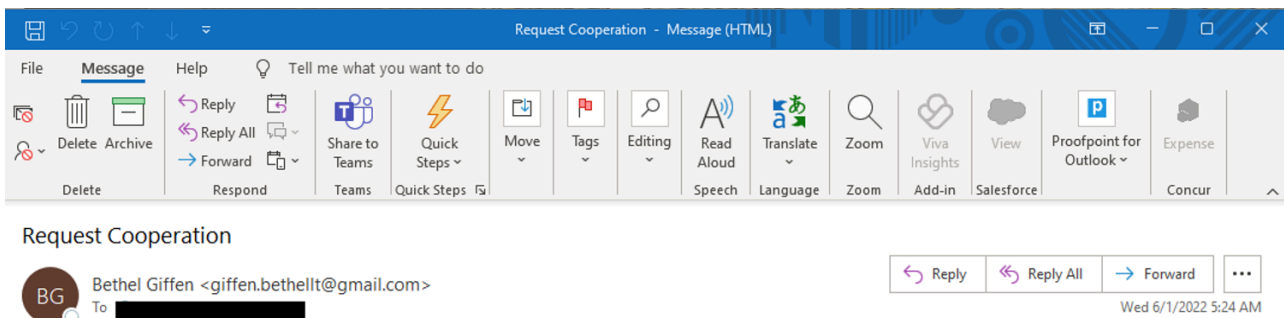 Request Cooperation - Message (HTML)
File Message Help Tell me what you want to do
Delete Archive
Reply
Reply All
Forward
Share to Teams
Quick Steps
Move
Tags
Editing
Read Aloud
Translate
Zoom
Viva Insights
View
Proofpoint for Outlook
Expense
Delete Respond Teams Quick Steps Speech Language Zoom Add-in Salesforce Concur
Request Cooperation
BG
Bethel Giffen <giffen.bethellt@gmail.com>
To
Reply Reply All Forward
Wed 6/1/2022 5:24 AM